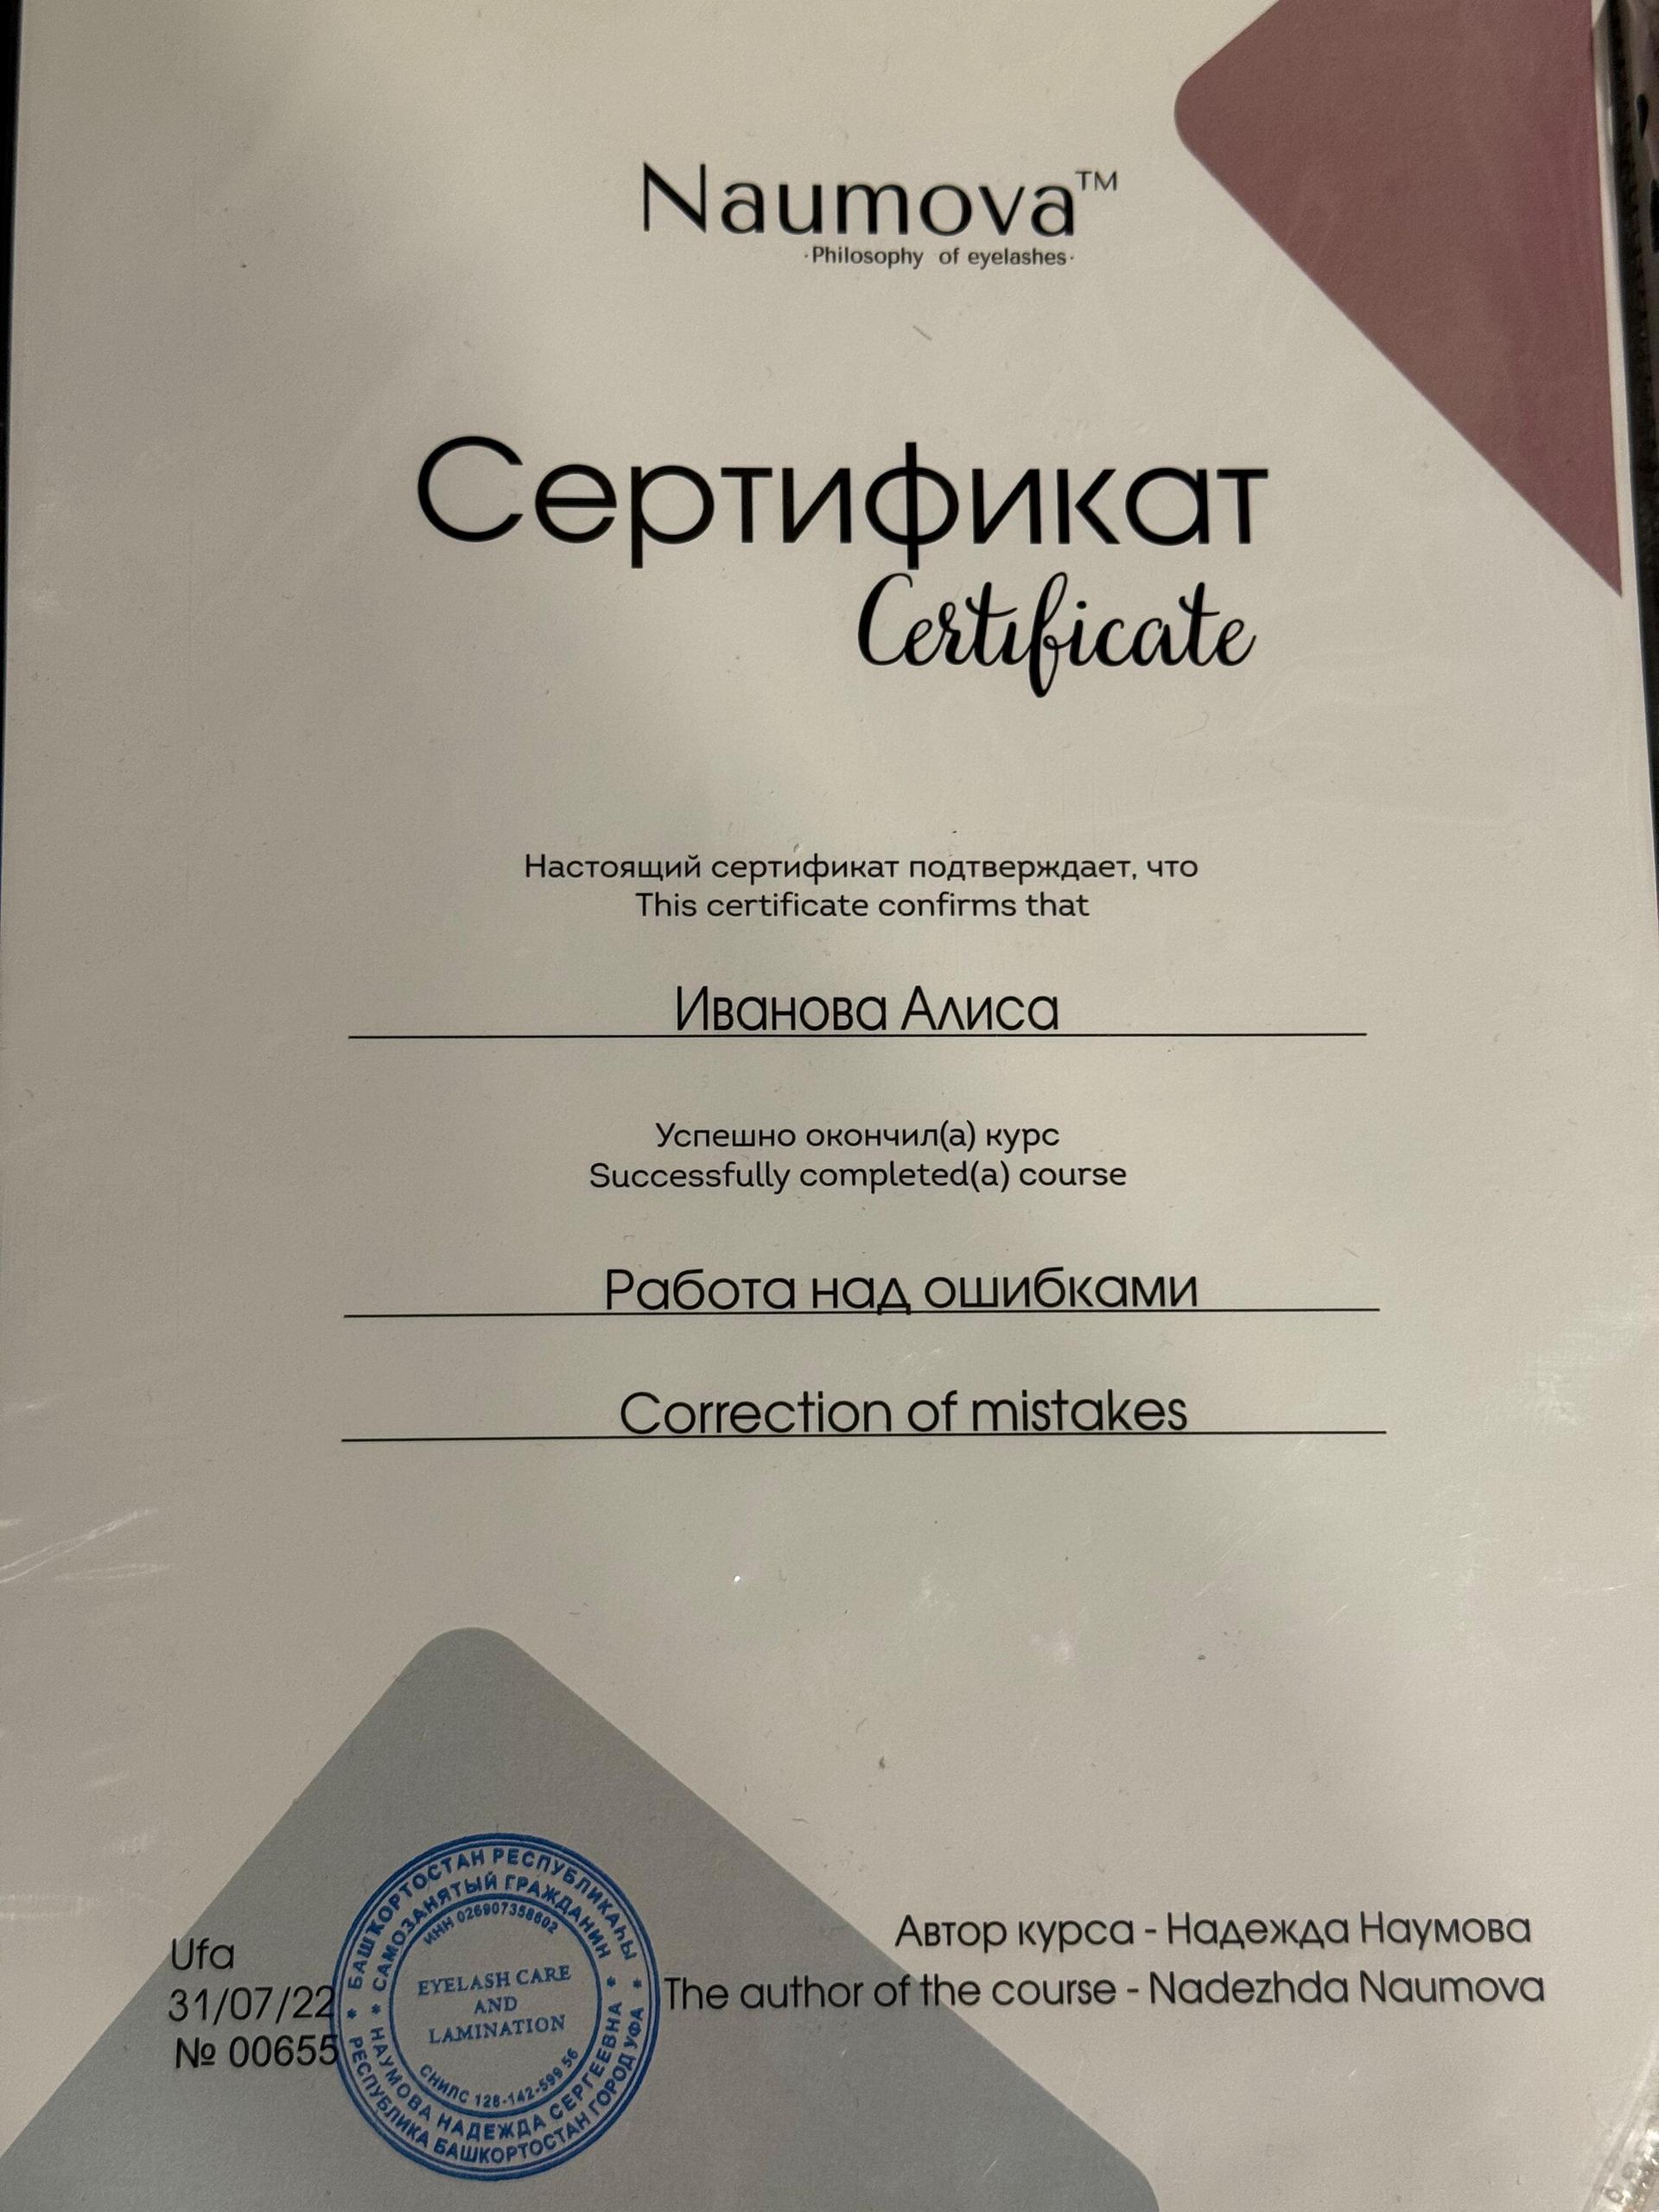 Naumova™
·Philosophy of eyelashes·
Сертификат
Certificate
Настоящий сертификат подтверждает, что
This certificate confirms that
Иванова Алиса
Успешно окончил(а) курс
Successfully completed(a) course
Работа над ошибками
Correction of mistakes
Ufa
31/07/22
№ 00655
БАШҠОРТОСТАН РЕСПУБЛИКАҺЫ
САМОЗАНЯТЫЙ ГРАЖДАНИН
ИНН 026907358602
EYELASH CARE
AND
LAMINATION
СНИЛС 128-142-599 56
НАУМОВА НАДЕЖДА СЕРГЕЕВНА
РЕСПУБЛИКА БАШКОРТОСТАН ГОРОД УФА
Автор курса - Надежда Наумова
The author of the course - Nadezhda Naumova